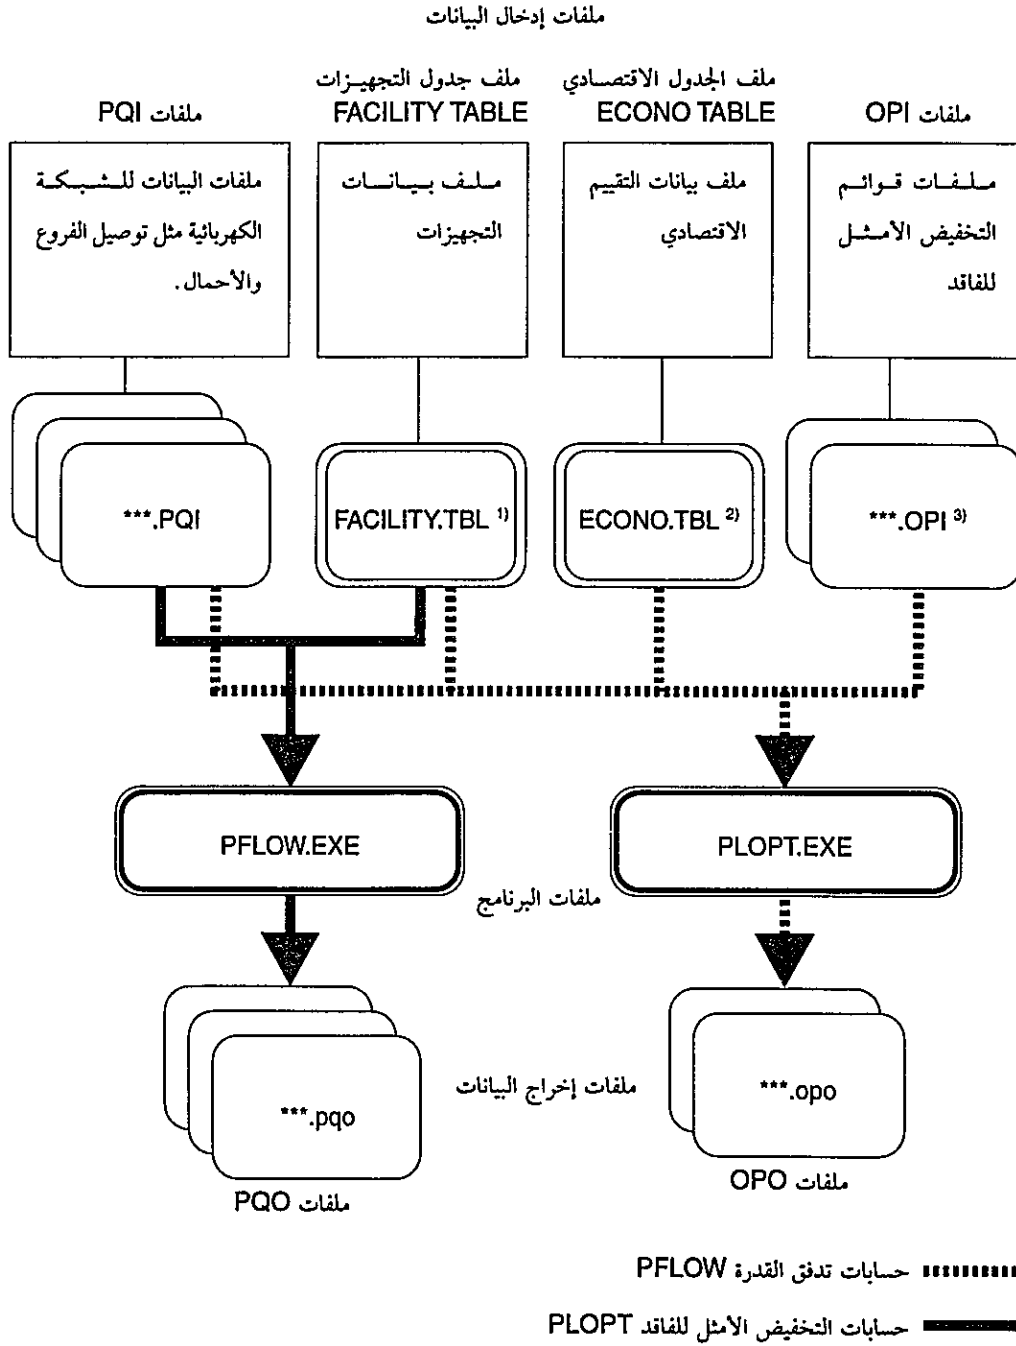 ملفات إدخال البيانات
ملفات PQI
ملف جدول التجهيزات
FACILITY TABLE
ملف الجدول الاقتصادي
ECONO TABLE
ملفات OPI
ملفات البيانات للشبكة
الكهربائية مثل توصيل الفروع
والأحمال.
ملف بيانات
التجهيزات
ملف بيانات التقييم
الاقتصادي
ملفات قوائم
التخفيض الأمثل
للفاقد
***.PQI
FACILITY.TBL 1)
ECONO.TBL 2)
***.OPI 3)
PFLOW.EXE
PLOPT.EXE
ملفات البرنامج
***.pqo
ملفات إخراج البيانات
***.opo
ملفات PQO
ملفات OPO
حسابات تدفق القدرة PFLOW
حسابات التخفيض الأمثل للفاقد PLOPT